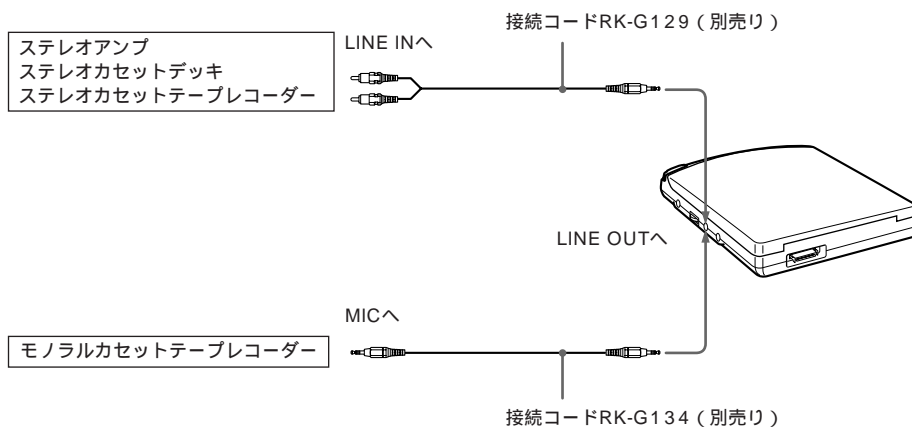 接続コードRK-G129（別売り）
ステレオアンプ
ステレオカセットデッキ
ステレオカセットテープレコーダー
LINE INへ
LINE OUTへ
MICへ
モノラルカセットテープレコーダー
接続コードRK-G134（別売り）